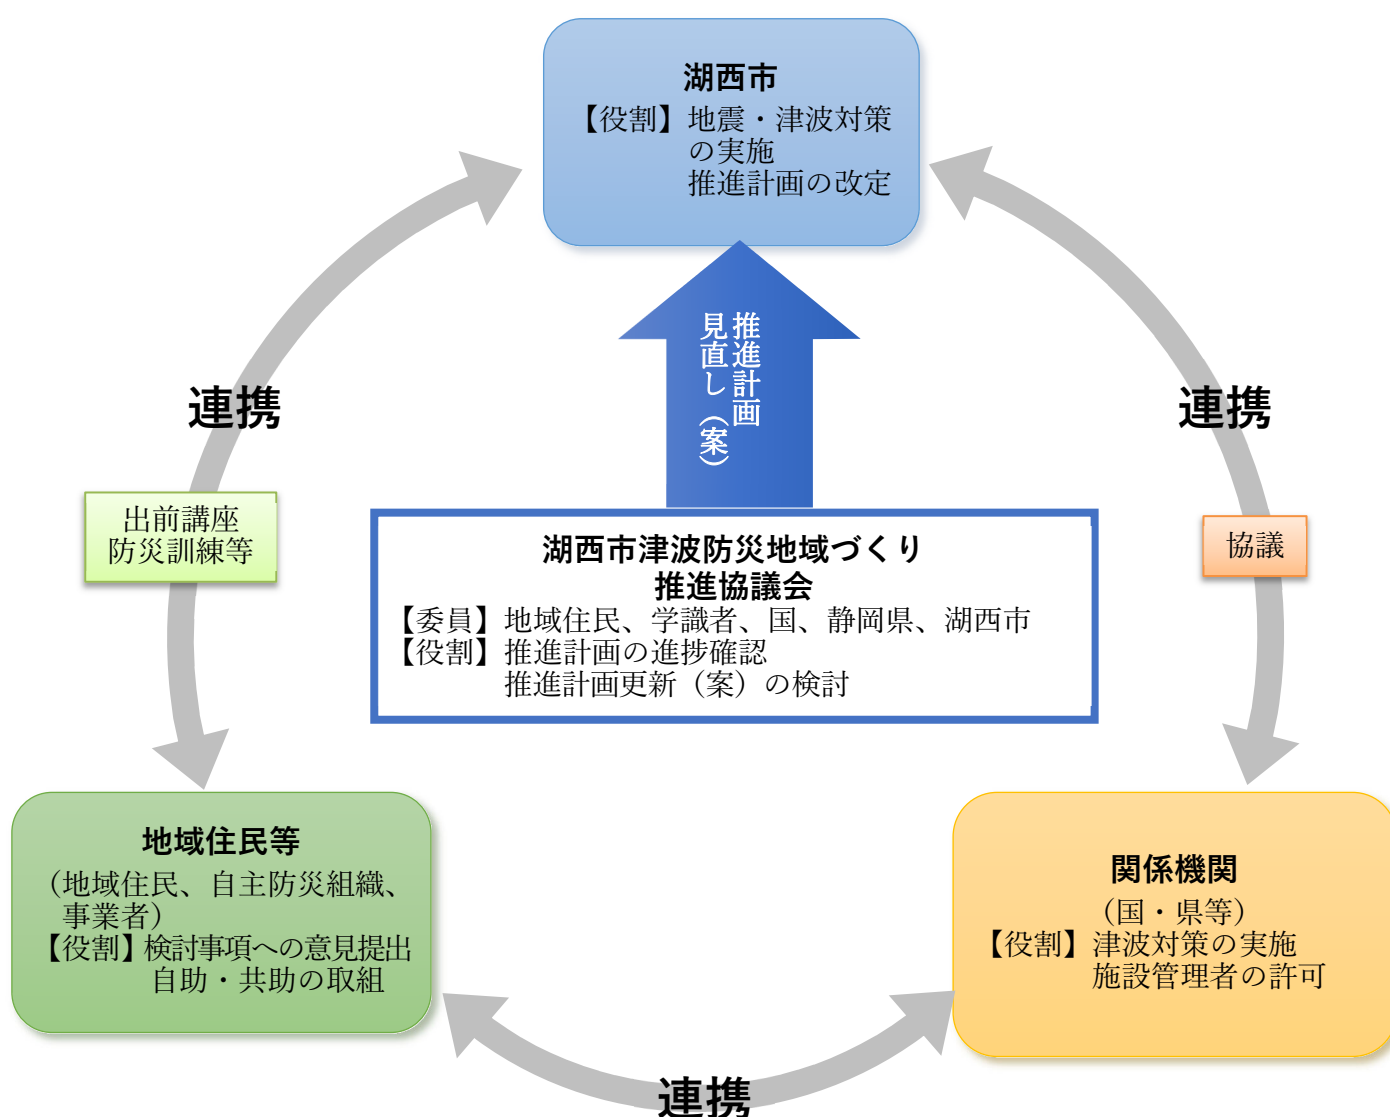 湖西市
【役割】地震・津波対策
の実施
推進計画の改定
推進計画
見直し（案）
連携
連携
出前講座
防災訓練等
協議
湖西市津波防災地域づくり
推進協議会
【委員】地域住民、学識者、国、静岡県、湖西市
【役割】推進計画の進捗確認
推進計画更新（案）の検討
地域住民等
（地域住民、自主防災組織、
事業者）
【役割】検討事項への意見提出
自助・共助の取組
関係機関
（国・県等）
【役割】津波対策の実施
施設管理者の許可
連携